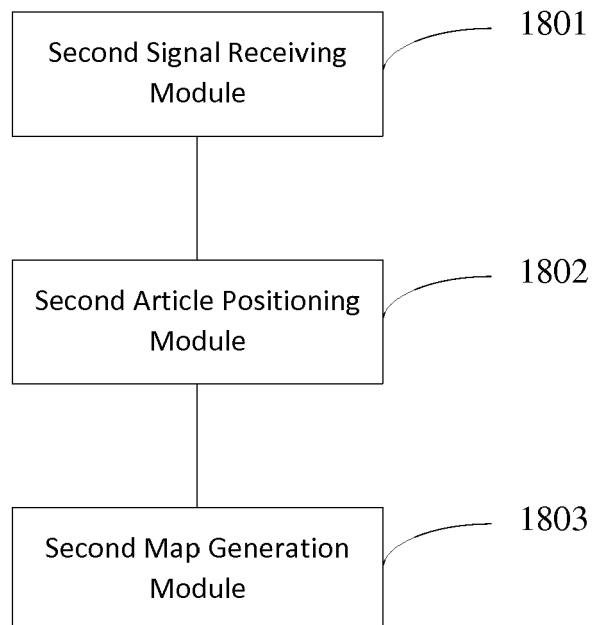 Second Signal Receiving
Module
1801
Second Article Positioning
Module
1802
Second Map Generation
Module
1803